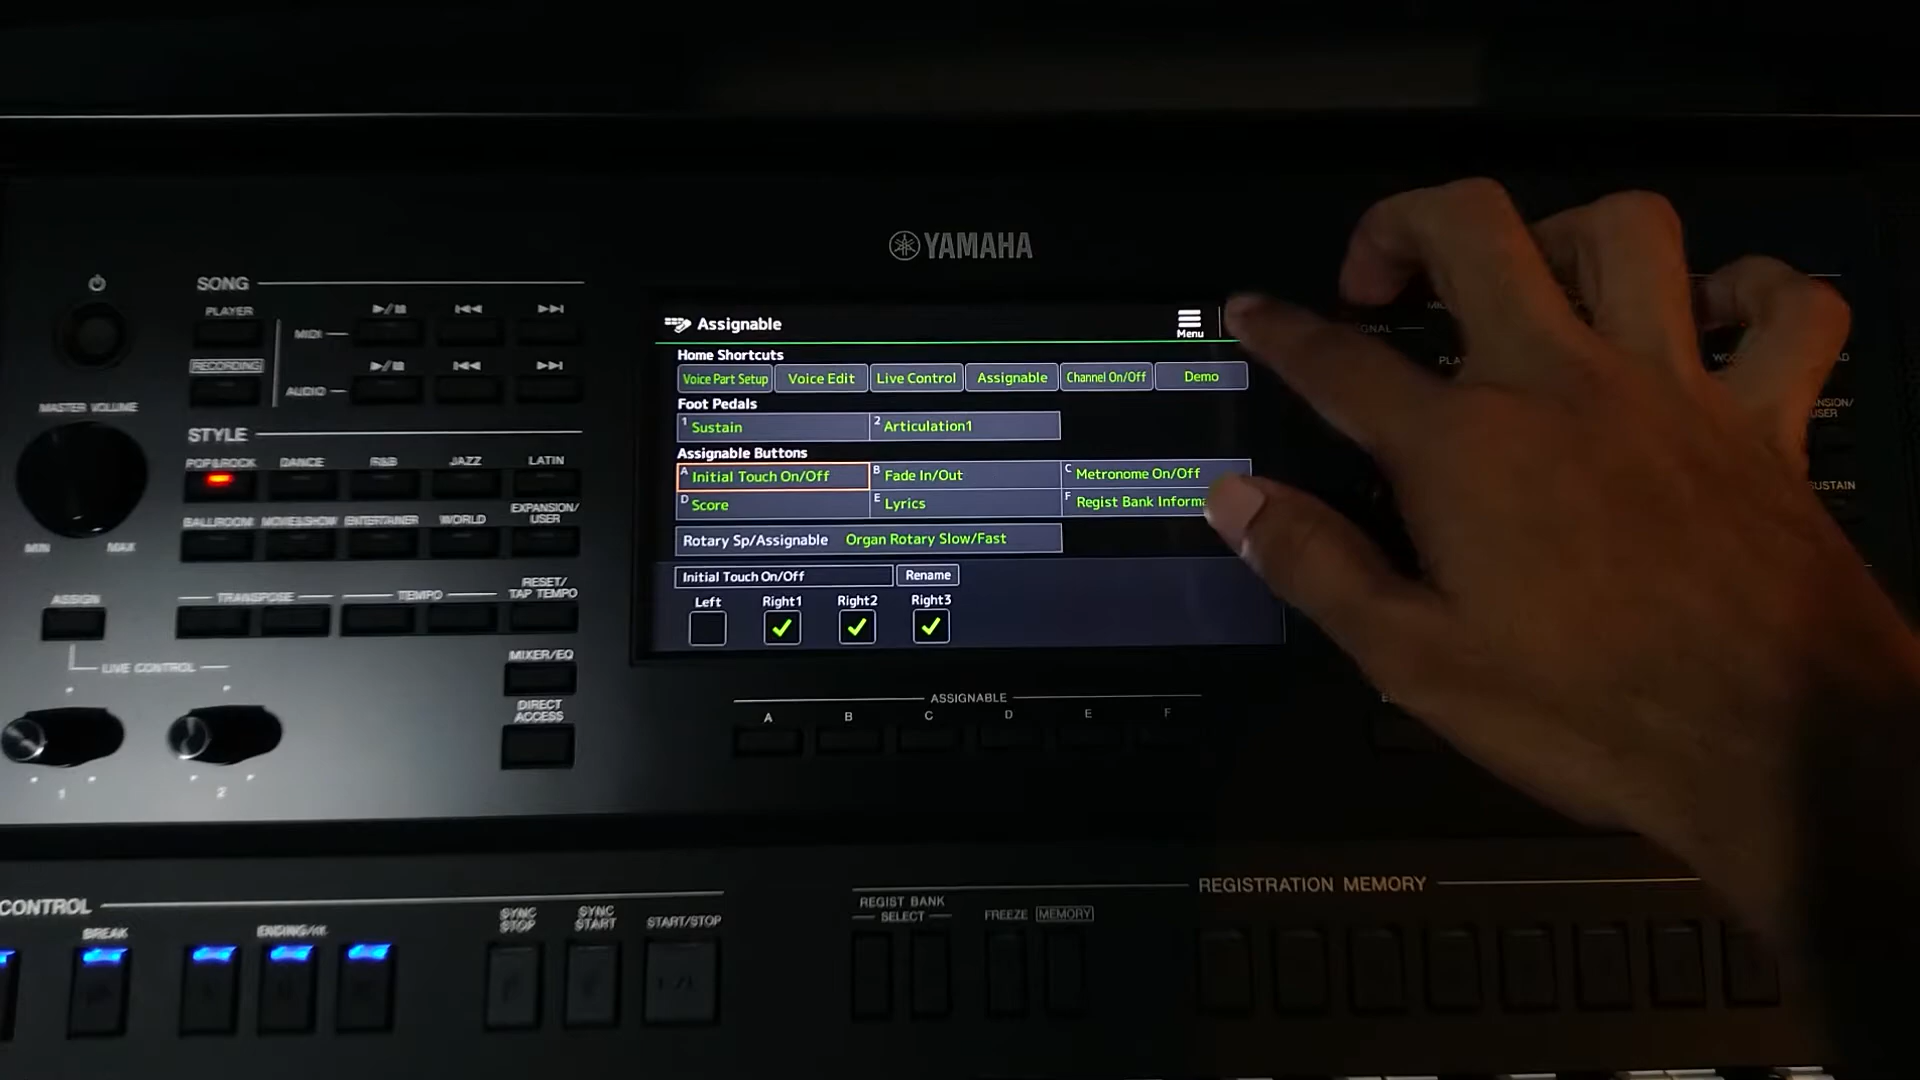 YAMAHA
SONG
PLAYER
MIDI
RECORDING
AUDIO
MASTER VOLUME
MIN MAX
STYLE
POP&ROCK DANCE R&B JAZZ LATIN
BALLROOM MOVIE&SHOW ENTERTAINER WORLD EXPANSION/
USER
ASSIGN
TRANSPOSE TEMPO RESET/
TAP TEMPO
LIVE CONTROL
MIXER/EQ
DIRECT
ACCESS
1 2
Assignable
Menu
Home Shortcuts
Voice Part Setup Voice Edit Live Control Assignable Channel On/Off Demo
Foot Pedals
1 Sustain 2 Articulation1
Assignable Buttons
A Initial Touch On/Off B Fade In/Out C Metronome On/Off
D Score E Lyrics F Regist Bank Informa
Rotary Sp/Assignable Organ Rotary Slow/Fast
Initial Touch On/Off Rename
Left Right1 Right2 Right3
ASSIGNABLE
A B C D E F
USER
SUSTAIN
CONTROL
BREAK
SYNC
STOP
SYNC
START
START/STOP
REGIST BANK
SELECT
FREEZE MEMORY
REGISTRATION MEMORY